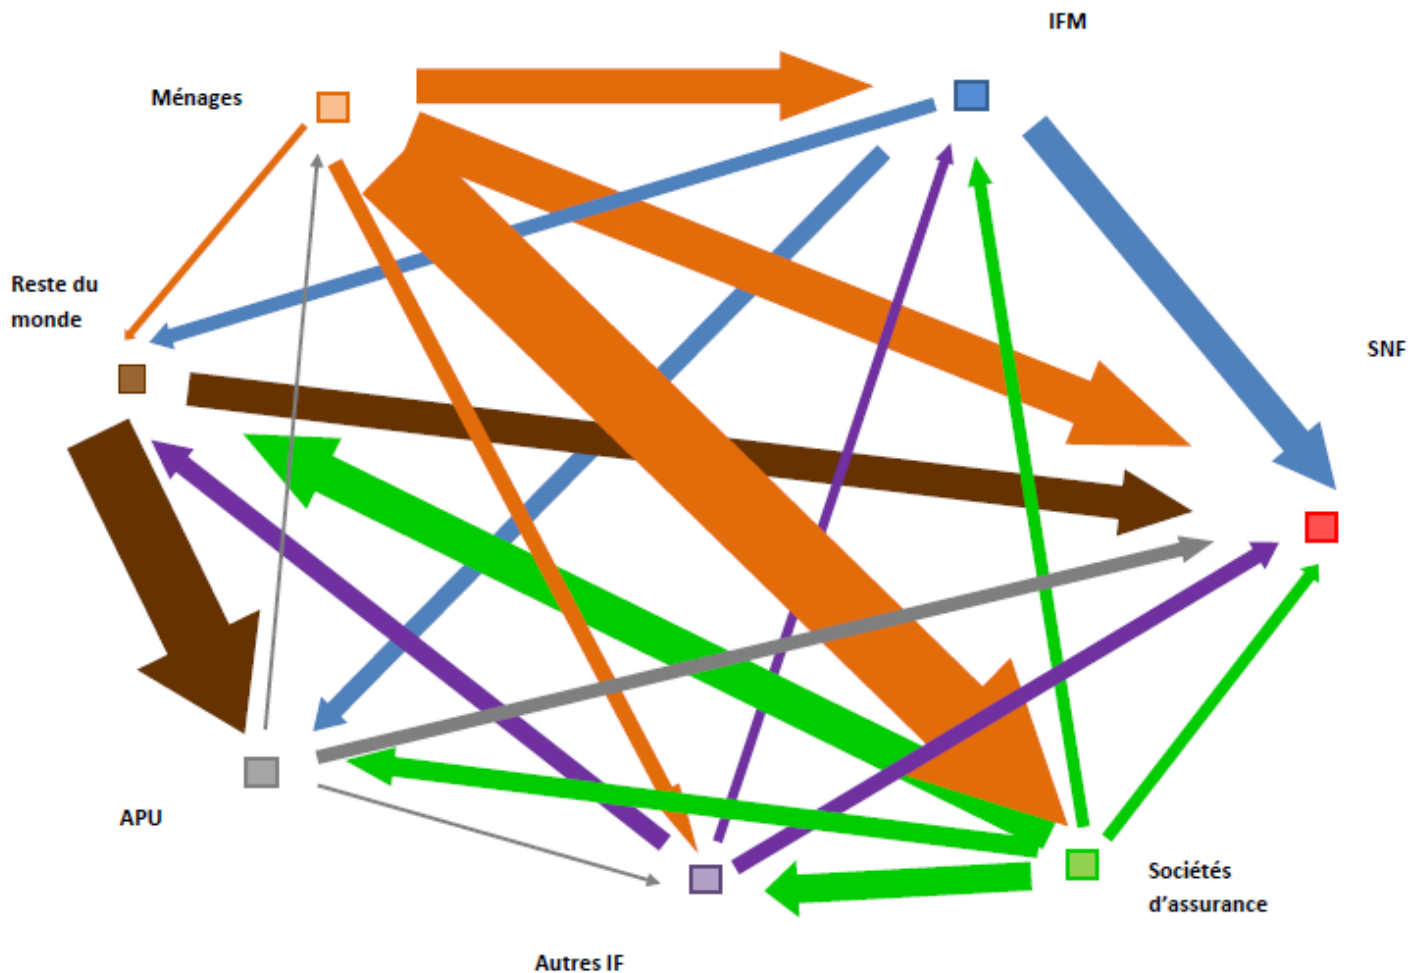 IFM
Ménages
Reste du
monde
SNF
APU
Sociétés
d'assurance
Autres IF